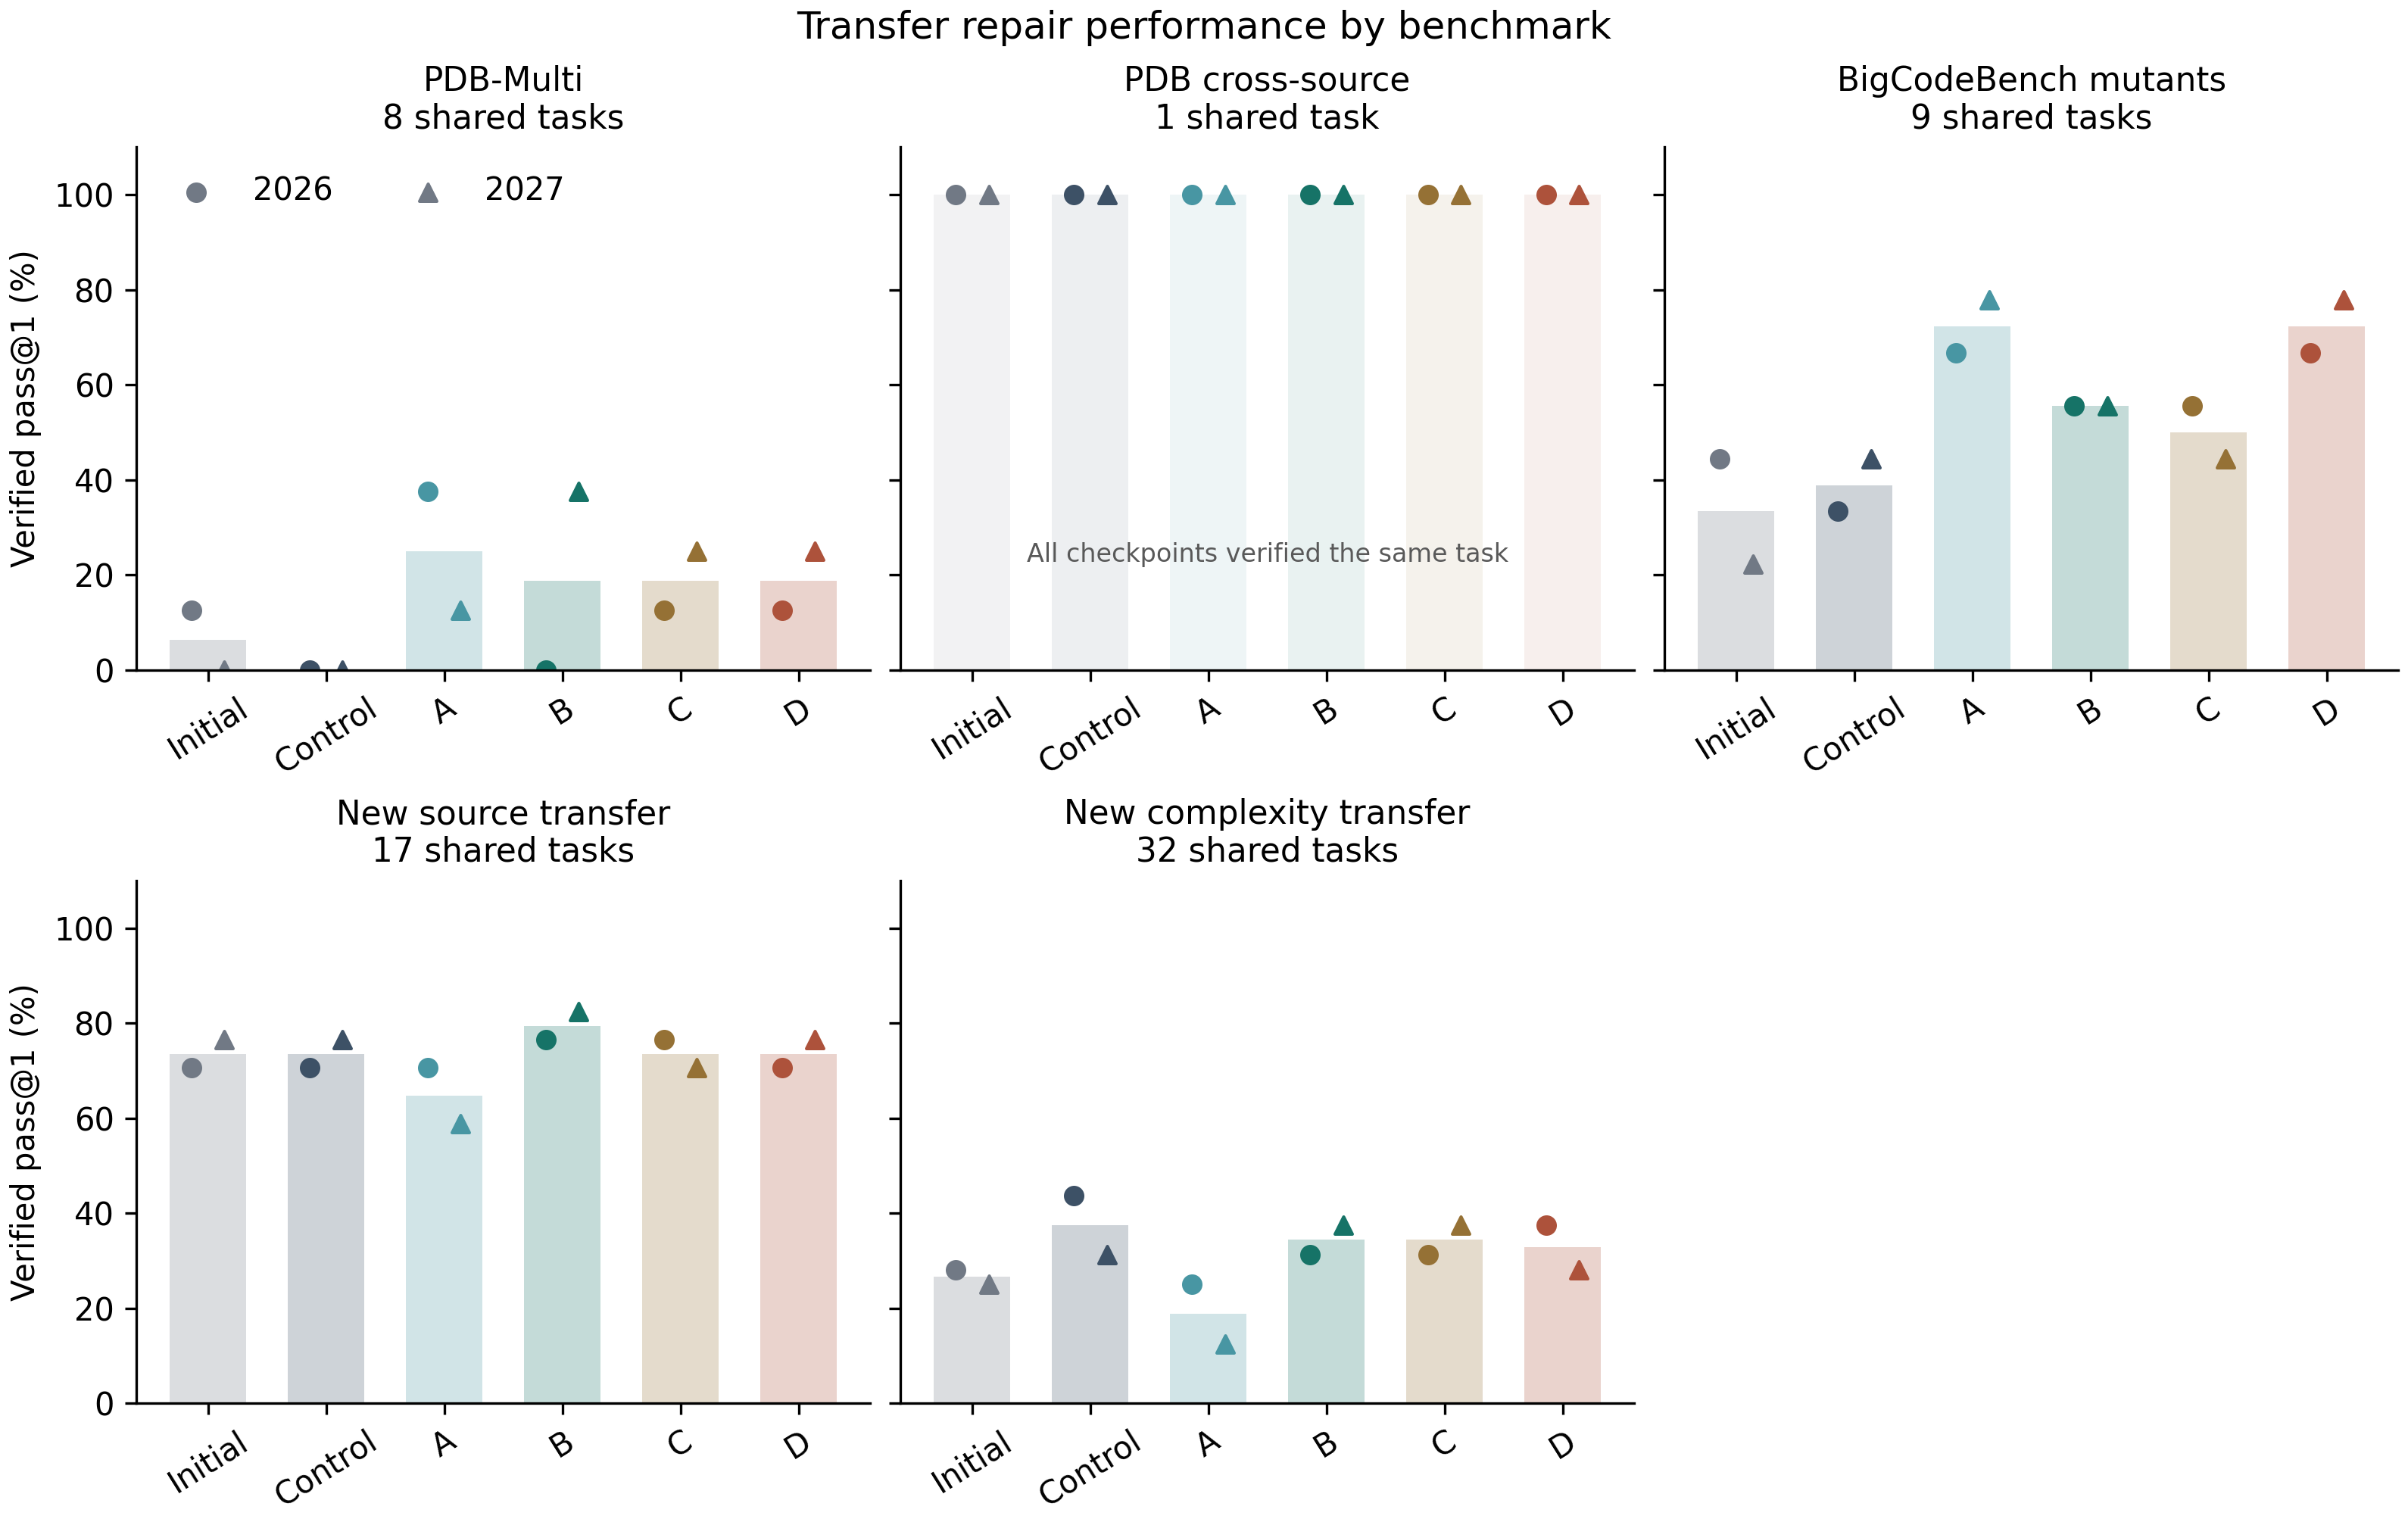 Transfer repair performance by benchmark
PDB-Multi
8 shared tasks
2026
2027
Verified pass@1 (%)
100
80
60
40
20
0
Initial
Control
A
B
C
D
PDB cross-source
1 shared task
All checkpoints verified the same task
Initial
Control
A
B
C
D
BigCodeBench mutants
9 shared tasks
Initial
Control
A
B
C
D
New source transfer
17 shared tasks
Verified pass@1 (%)
100
80
60
40
20
0
Initial
Control
A
B
C
D
New complexity transfer
32 shared tasks
Initial
Control
A
B
C
D